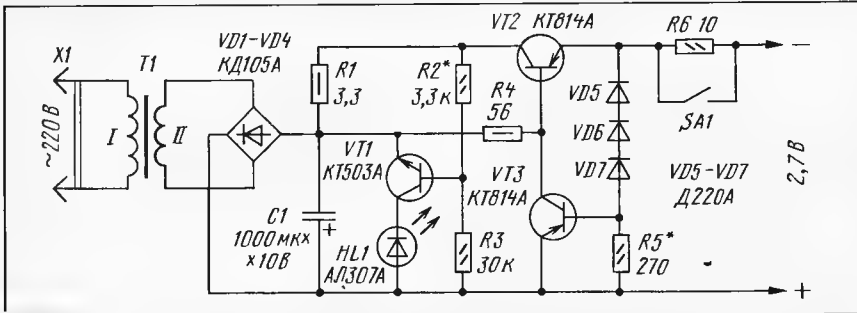 X1
~220 В
T1
I
II
VD1-VD4
КД105А
R1
3,3
R2*
3,3 к
VT2 КТ814А
R4
56
R6 10
−
VD5
VD6
VD7
SA1
VT1
КТ503А
VT3
КТ814А
VD5-VD7
Д220А
2,7 В
C1
1000 мк×
×10В
+
HL1
АЛ307А
R3
30 к
R5*
270
+